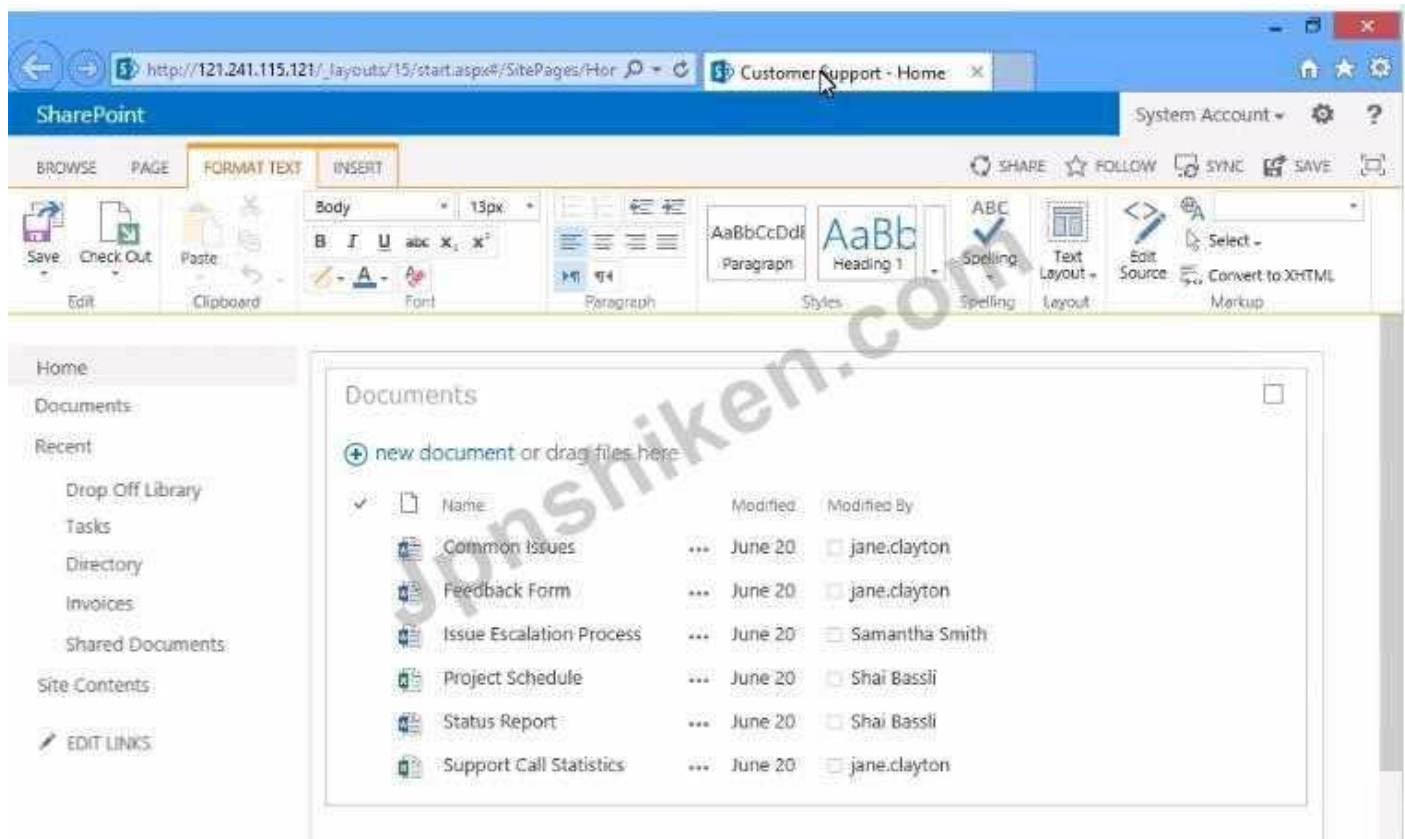 http://121.241.115.121/_layouts/15/start.aspx#/SitePages/Hor
Customer Support - Home
SharePoint
System Account
?
BROWSE PAGE FORMAT TEXT INSERT
SHARE FOLLOW SYNC SAVE
Body 13px
B I U abc x₂ x²
A
AaBbCcDdE AaBb
Paragraph Heading 1
ABC
Save Check Out Paste
Spelling Text Layout Edit Source
Select
Convert to XHTML
Edit Clipboard Font Paragraph Styles Spelling Layout Markup
Home
Documents
Recent
Drop Off Library
Tasks
Directory
Invoices
Shared Documents
Site Contents
EDIT LINKS
Documents
new document or drag files here
Name Modified Modified By
Common Issues ... June 20 jane.clayton
Feedback Form ... June 20 jane.clayton
Issue Escalation Process ... June 20 Samantha Smith
Project Schedule ... June 20 Shai Bassli
Status Report ... June 20 Shai Bassli
Support Call Statistics ... June 20 jane.clayton
Jpnshiken.com